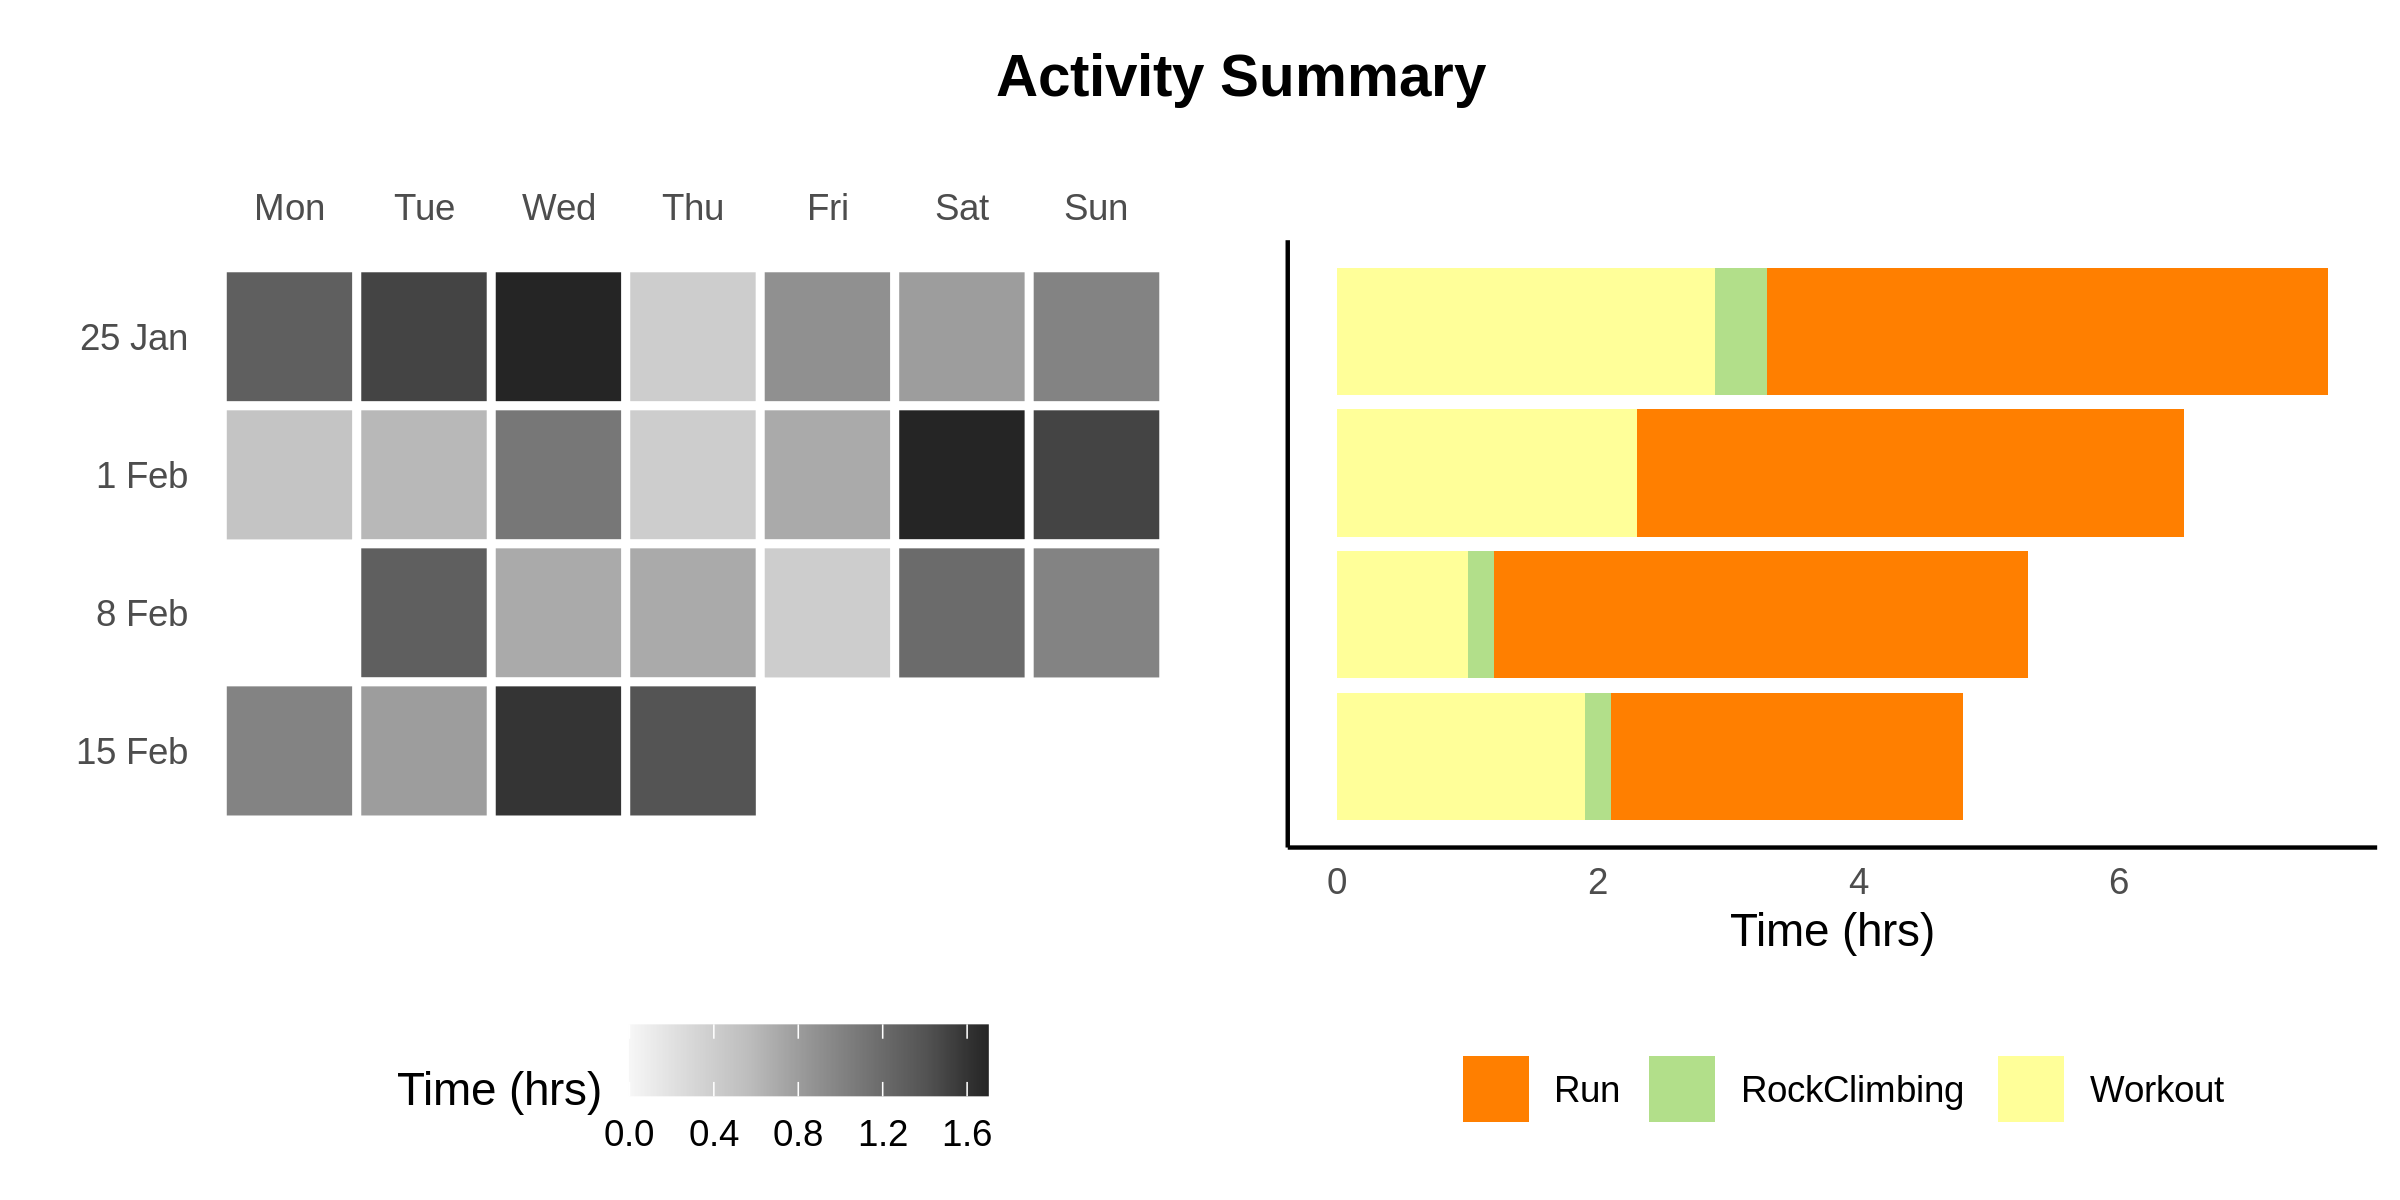 Activity Summary
Mon Tue Wed Thu Fri Sat Sun
25 Jan
1 Feb
8 Feb
15 Feb
0 2 4 6
Time (hrs)
Time (hrs)
0.0 0.4 0.8 1.2 1.6
Run RockClimbing Workout